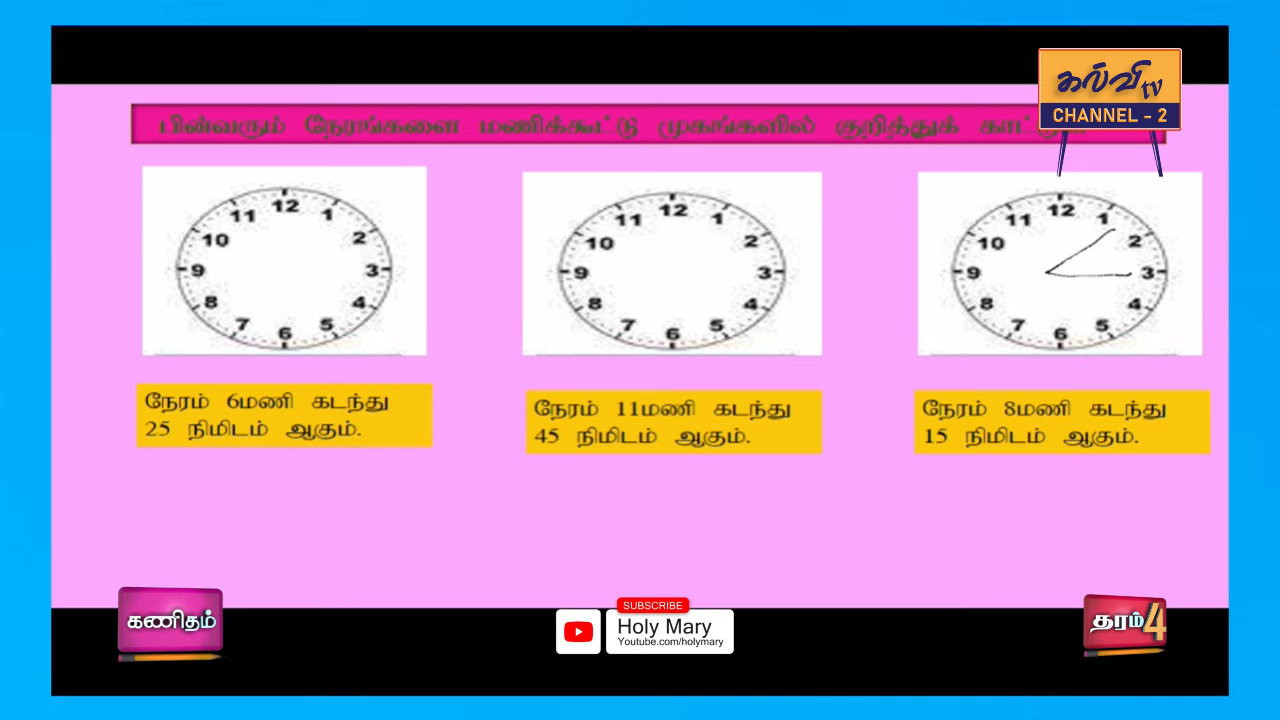 கல்வி tv
CHANNEL - 2
பின்வரும் நேரங்களை மணிக்கூட்டு முகங்களில் குறித்துக்
12 1 2 3 4 5 6 7 8 9 10 11
12 1 2 3 4 5 6 7 8 9 10 11
12 1 2 3 4 5 6 7 8 9 10 11
நேரம் 6மணி கடந்து
25 நிமிடம் ஆகும்.
நேரம் 11மணி கடந்து
45 நிமிடம் ஆகும்.
நேரம் 8மணி கடந்து
15 நிமிடம் ஆகும்.
கணிதம்
SUBSCRIBE
Holy Mary
Youtube.com/holymary
தரம் 4